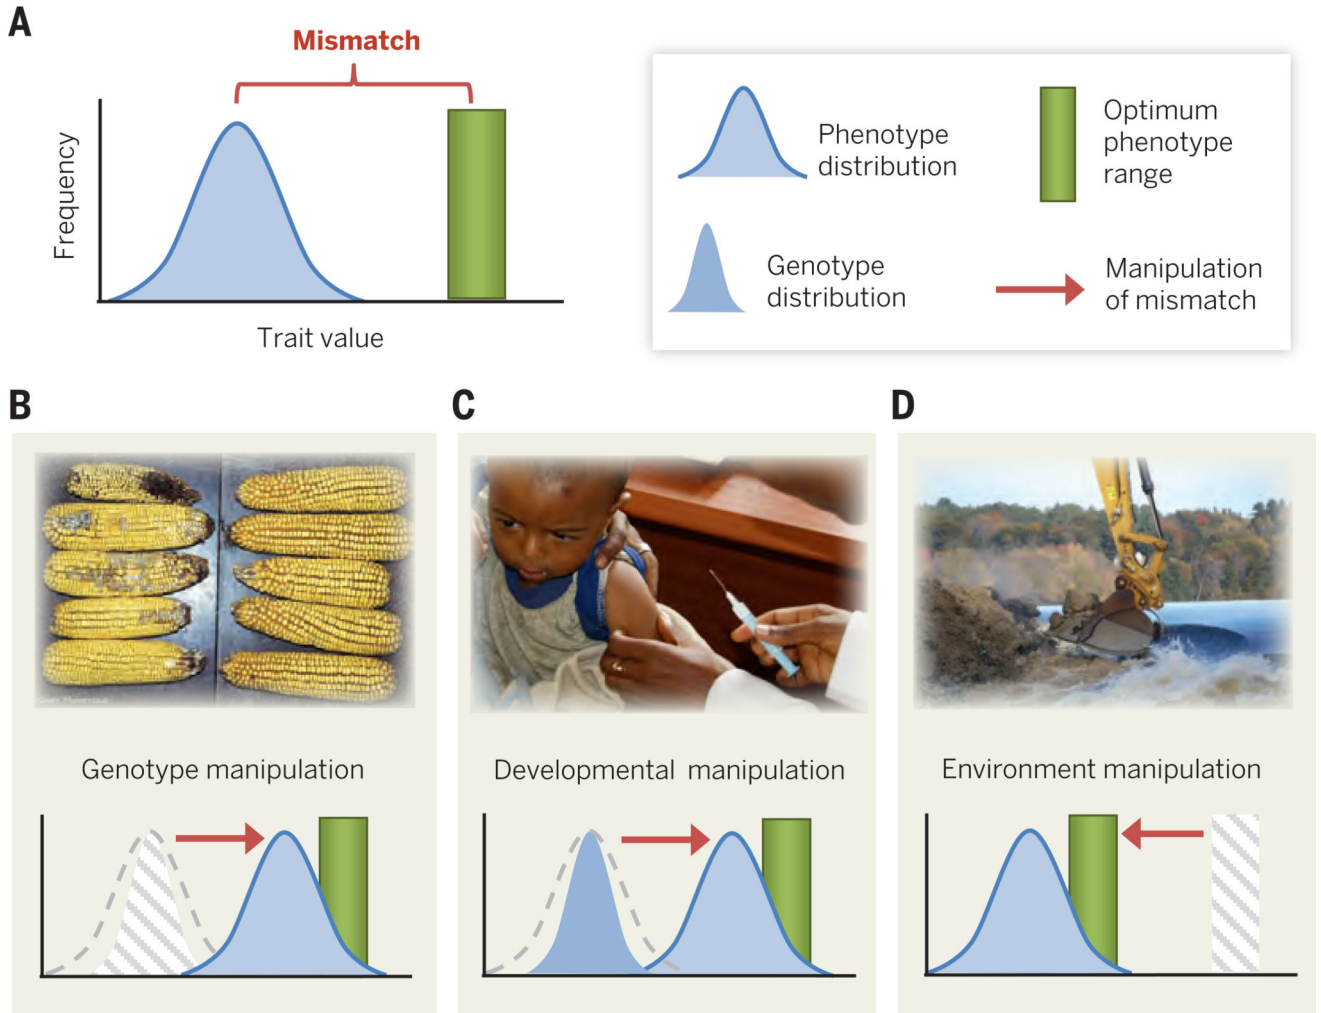 A
Mismatch
Frequency
Trait value
Phenotype
distribution
Optimum
phenotype
range
Genotype
distribution
Manipulation
of mismatch
B
C
D
Genotype manipulation
Developmental manipulation
Environment manipulation